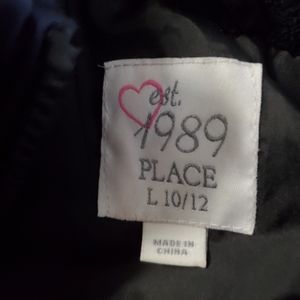 est.
1989
PLACE
L 10/12
MADE IN
CHINA